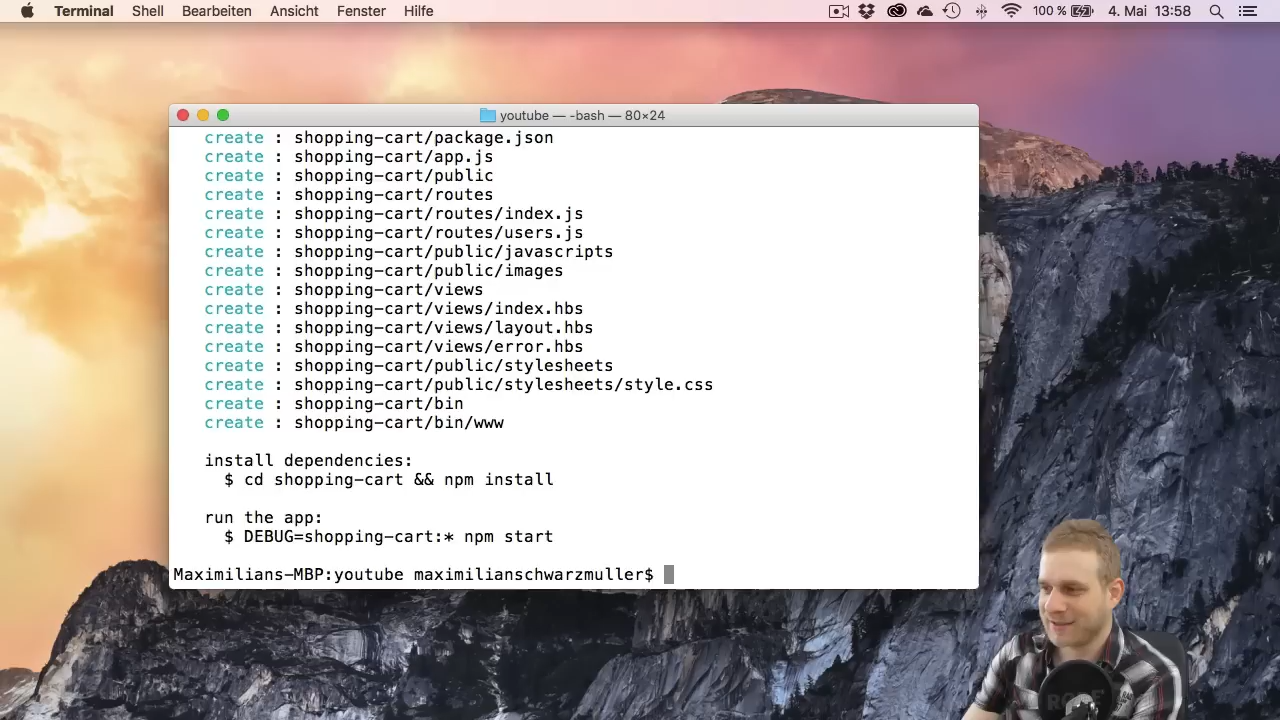 Terminal Shell Bearbeiten Ansicht Fenster Hilfe 100 % 4. Mai 13:58
youtube — -bash — 80×24
create : shopping-cart/package.json
create : shopping-cart/app.js
create : shopping-cart/public
create : shopping-cart/routes
create : shopping-cart/routes/index.js
create : shopping-cart/routes/users.js
create : shopping-cart/public/javascripts
create : shopping-cart/public/images
create : shopping-cart/views
create : shopping-cart/views/index.hbs
create : shopping-cart/views/layout.hbs
create : shopping-cart/views/error.hbs
create : shopping-cart/public/stylesheets
create : shopping-cart/public/stylesheets/style.css
create : shopping-cart/bin
create : shopping-cart/bin/www
install dependencies:
$ cd shopping-cart && npm install
run the app:
$ DEBUG=shopping-cart:* npm start
Maximilians-MBP:youtube maximilianschwarzmuller$